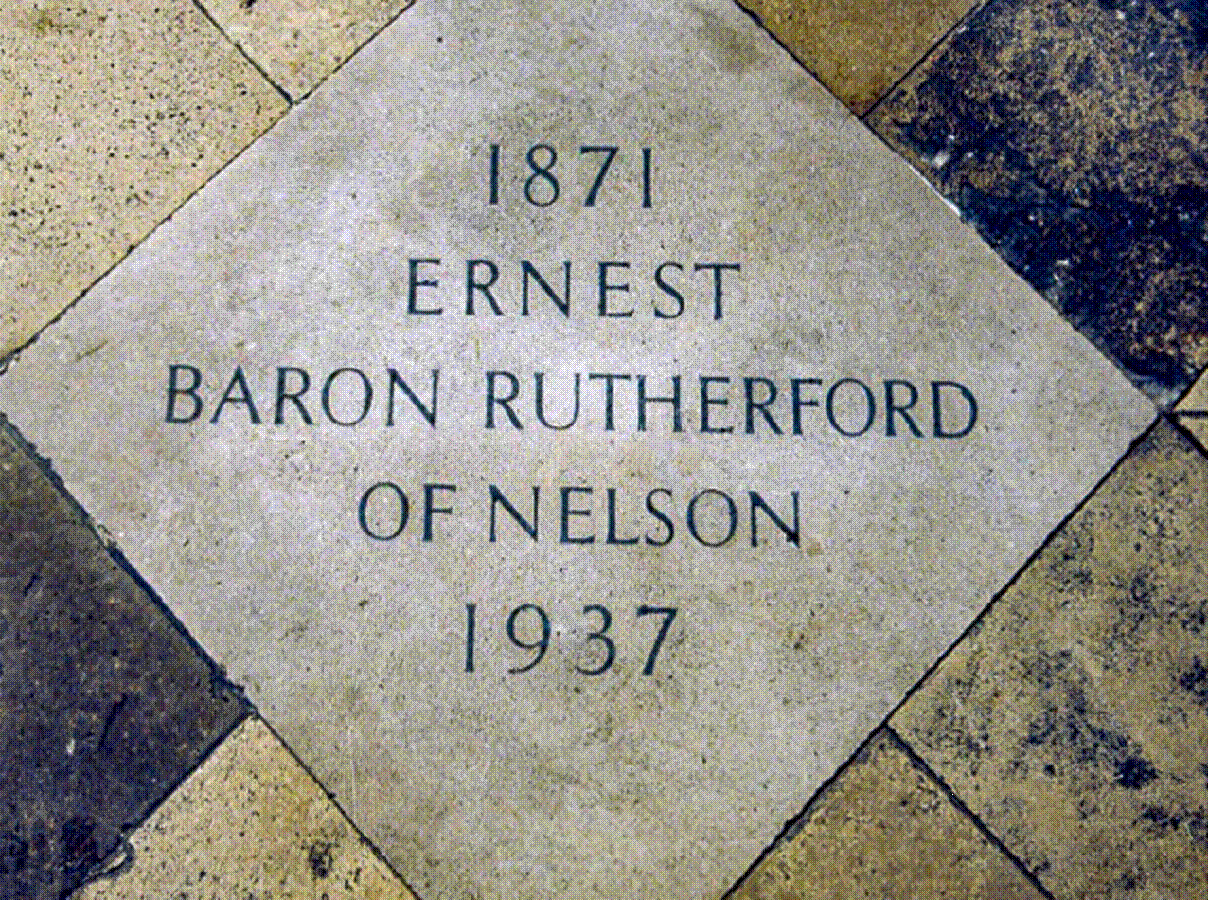 1871
ERNEST
BARON RUTHERFORD
OF NELSON
1937